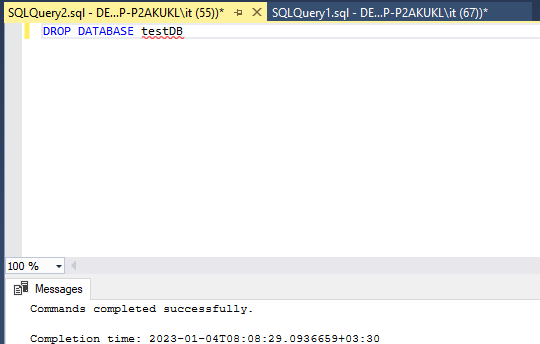 SQLQuery2.sql - DE...P-P2AKUKL\it (55))*
SQLQuery1.sql - DE...P-P2AKUKL\it (67))*
DROP DATABASE testDB
100 %
Messages
Commands completed successfully.
Completion time: 2023-01-04T08:08:29.0936659+03:30